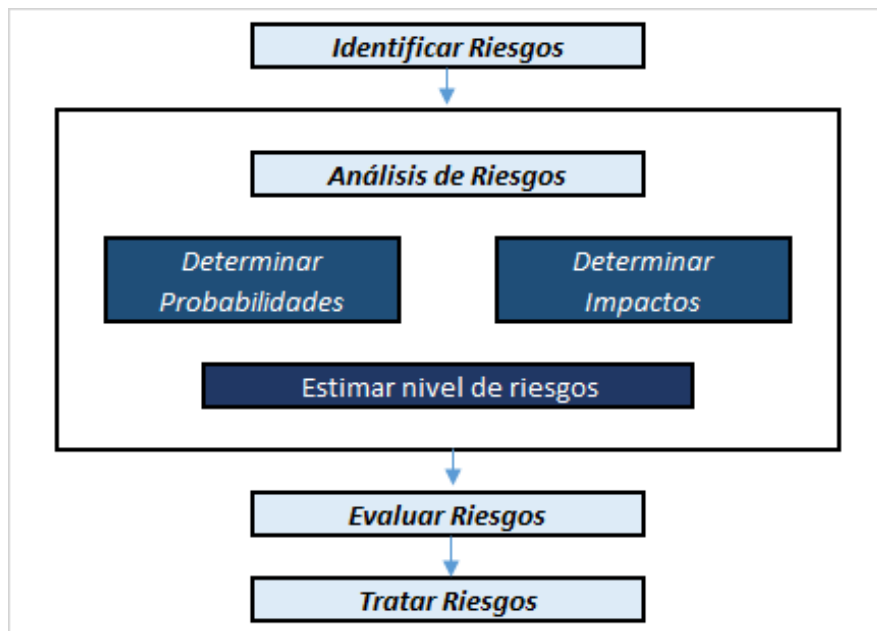 Identificar Riesgos
Análisis de Riesgos
Determinar
Probabilidades
Determinar
Impactos
Estimar nivel de riesgos
Evaluar Riesgos
Tratar Riesgos